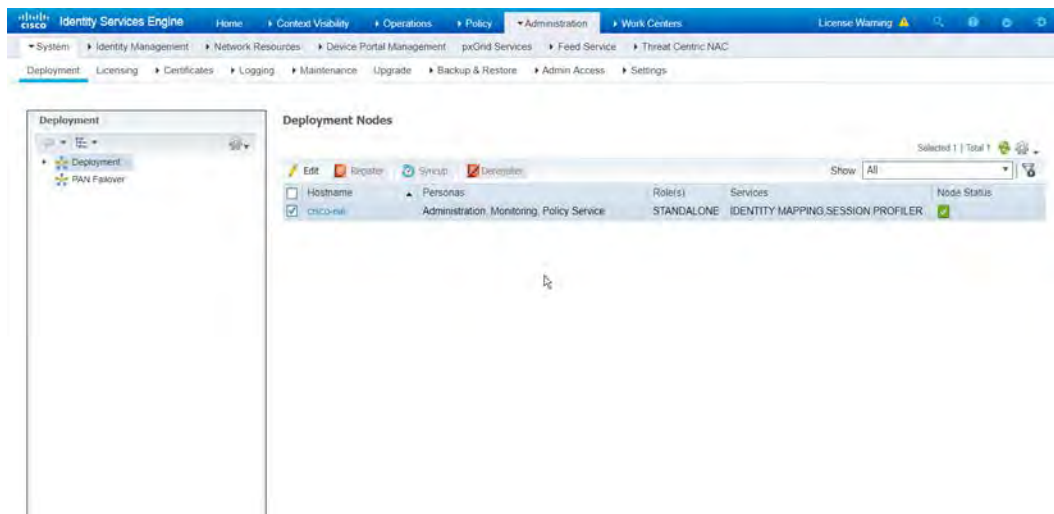 cisco Identity Services Engine Home Context Visibility Operations Policy Administration Work Centers License Warning
System Identity Management Network Resources Device Portal Management pxGrid Services Feed Service Threat Centric NAC
Deployment Licensing Certificates Logging Maintenance Upgrade Backup & Restore Admin Access Settings
Deployment
Deployment
PAN Failover
Deployment Nodes
Selected 1 | Total 1
Edit Register Syncup Deregister Show All
Hostname Personas Role(s) Services Node Status
Administration, Monitoring, Policy Service STANDALONE IDENTITY MAPPING,SESSION PROFILER